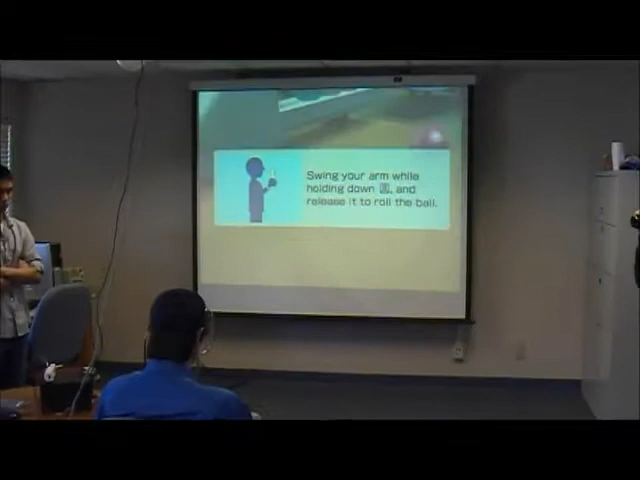 Swing your arm while
holding down B, and
release it to roll the ball.